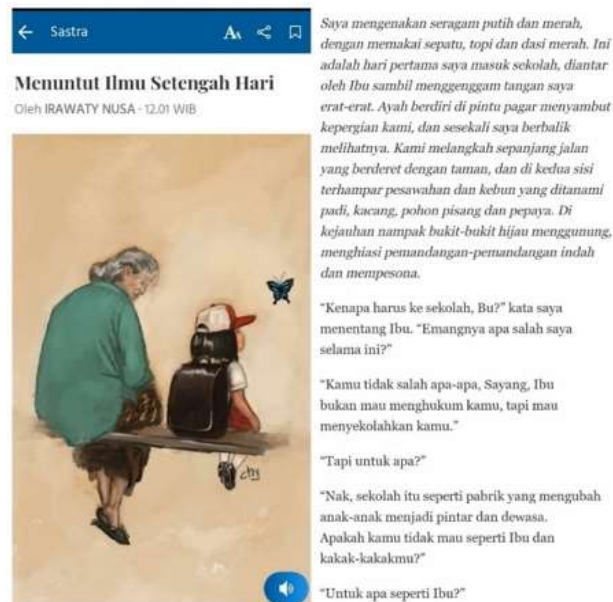 Sastra
AA
Menuntut Ilmu Setengah Hari
Oleh IRAWATY NUSA - 12.01 WIB
chy
Saya mengenakan seragam putih dan merah,
dengan memakai sepatu, topi dan dasi merah. Ini
adalah hari pertama saya masuk sekolah, diantar
oleh Ibu sambil menggenggam tangan saya
erat-erat. Ayah berdiri di pintu pagar menyambut
kepergian kami, dan sesekali saya berbalik
melihatnya. Kami melangkah sepanjang jalan
yang berderet dengan taman, dan di kedua sisi
terhampar pesawahan dan kebun yang ditanami
padi, kacang, pohon pisang dan pepaya. Di
kejauhan nampak bukit-bukit hijau menggunung,
menghiasi pemandangan-pemandangan indah
dan mempesona.
“Kenapa harus ke sekolah, Bu?” kata saya
menentang Ibu. “Emangnya apa salah saya
selama ini?”
“Kamu tidak salah apa-apa, Sayang, Ibu
bukan mau menghukum kamu, tapi mau
menyekolahkan kamu.”
“Tapi untuk apa?”
“Nak, sekolah itu seperti pabrik yang mengubah
anak-anak menjadi pintar dan dewasa.
Apakah kamu tidak mau seperti Ibu dan
kakak-kakakmu?”
“Untuk apa seperti Ibu?”